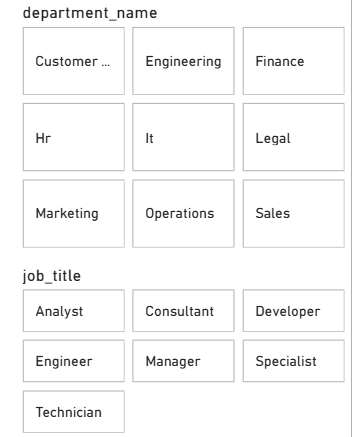 department_name
Customer ... Engineering Finance
Hr It Legal
Marketing Operations Sales
job_title
Analyst Consultant Developer
Engineer Manager Specialist
Technician